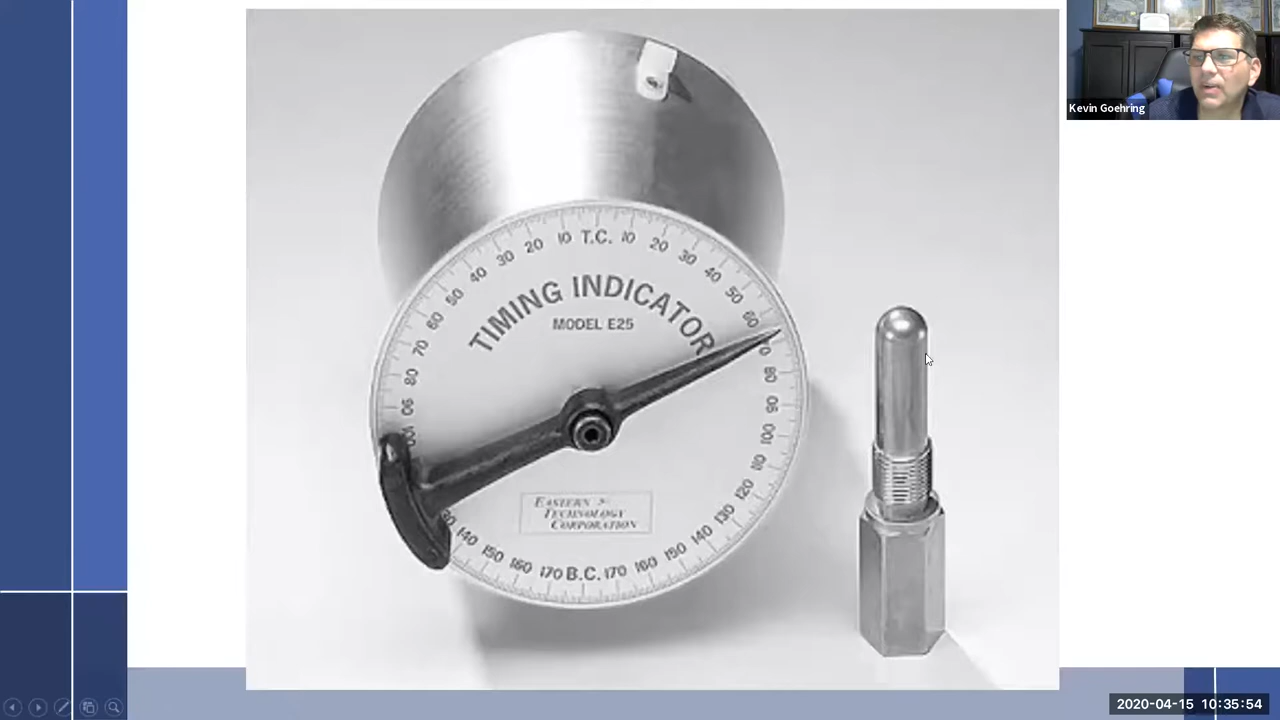 Kevin Goehring
10 T.C. 10
20 20
30 30
40 40
50 50
60 60
70 70
80 80
90 90
100 100
110
120
130
140 140
150 150
160 160
170 B.C. 170
TIMING INDICATOR
MODEL E25
EASTERN
TECHNOLOGY
CORPORATION
2020-04-15 10:35:54